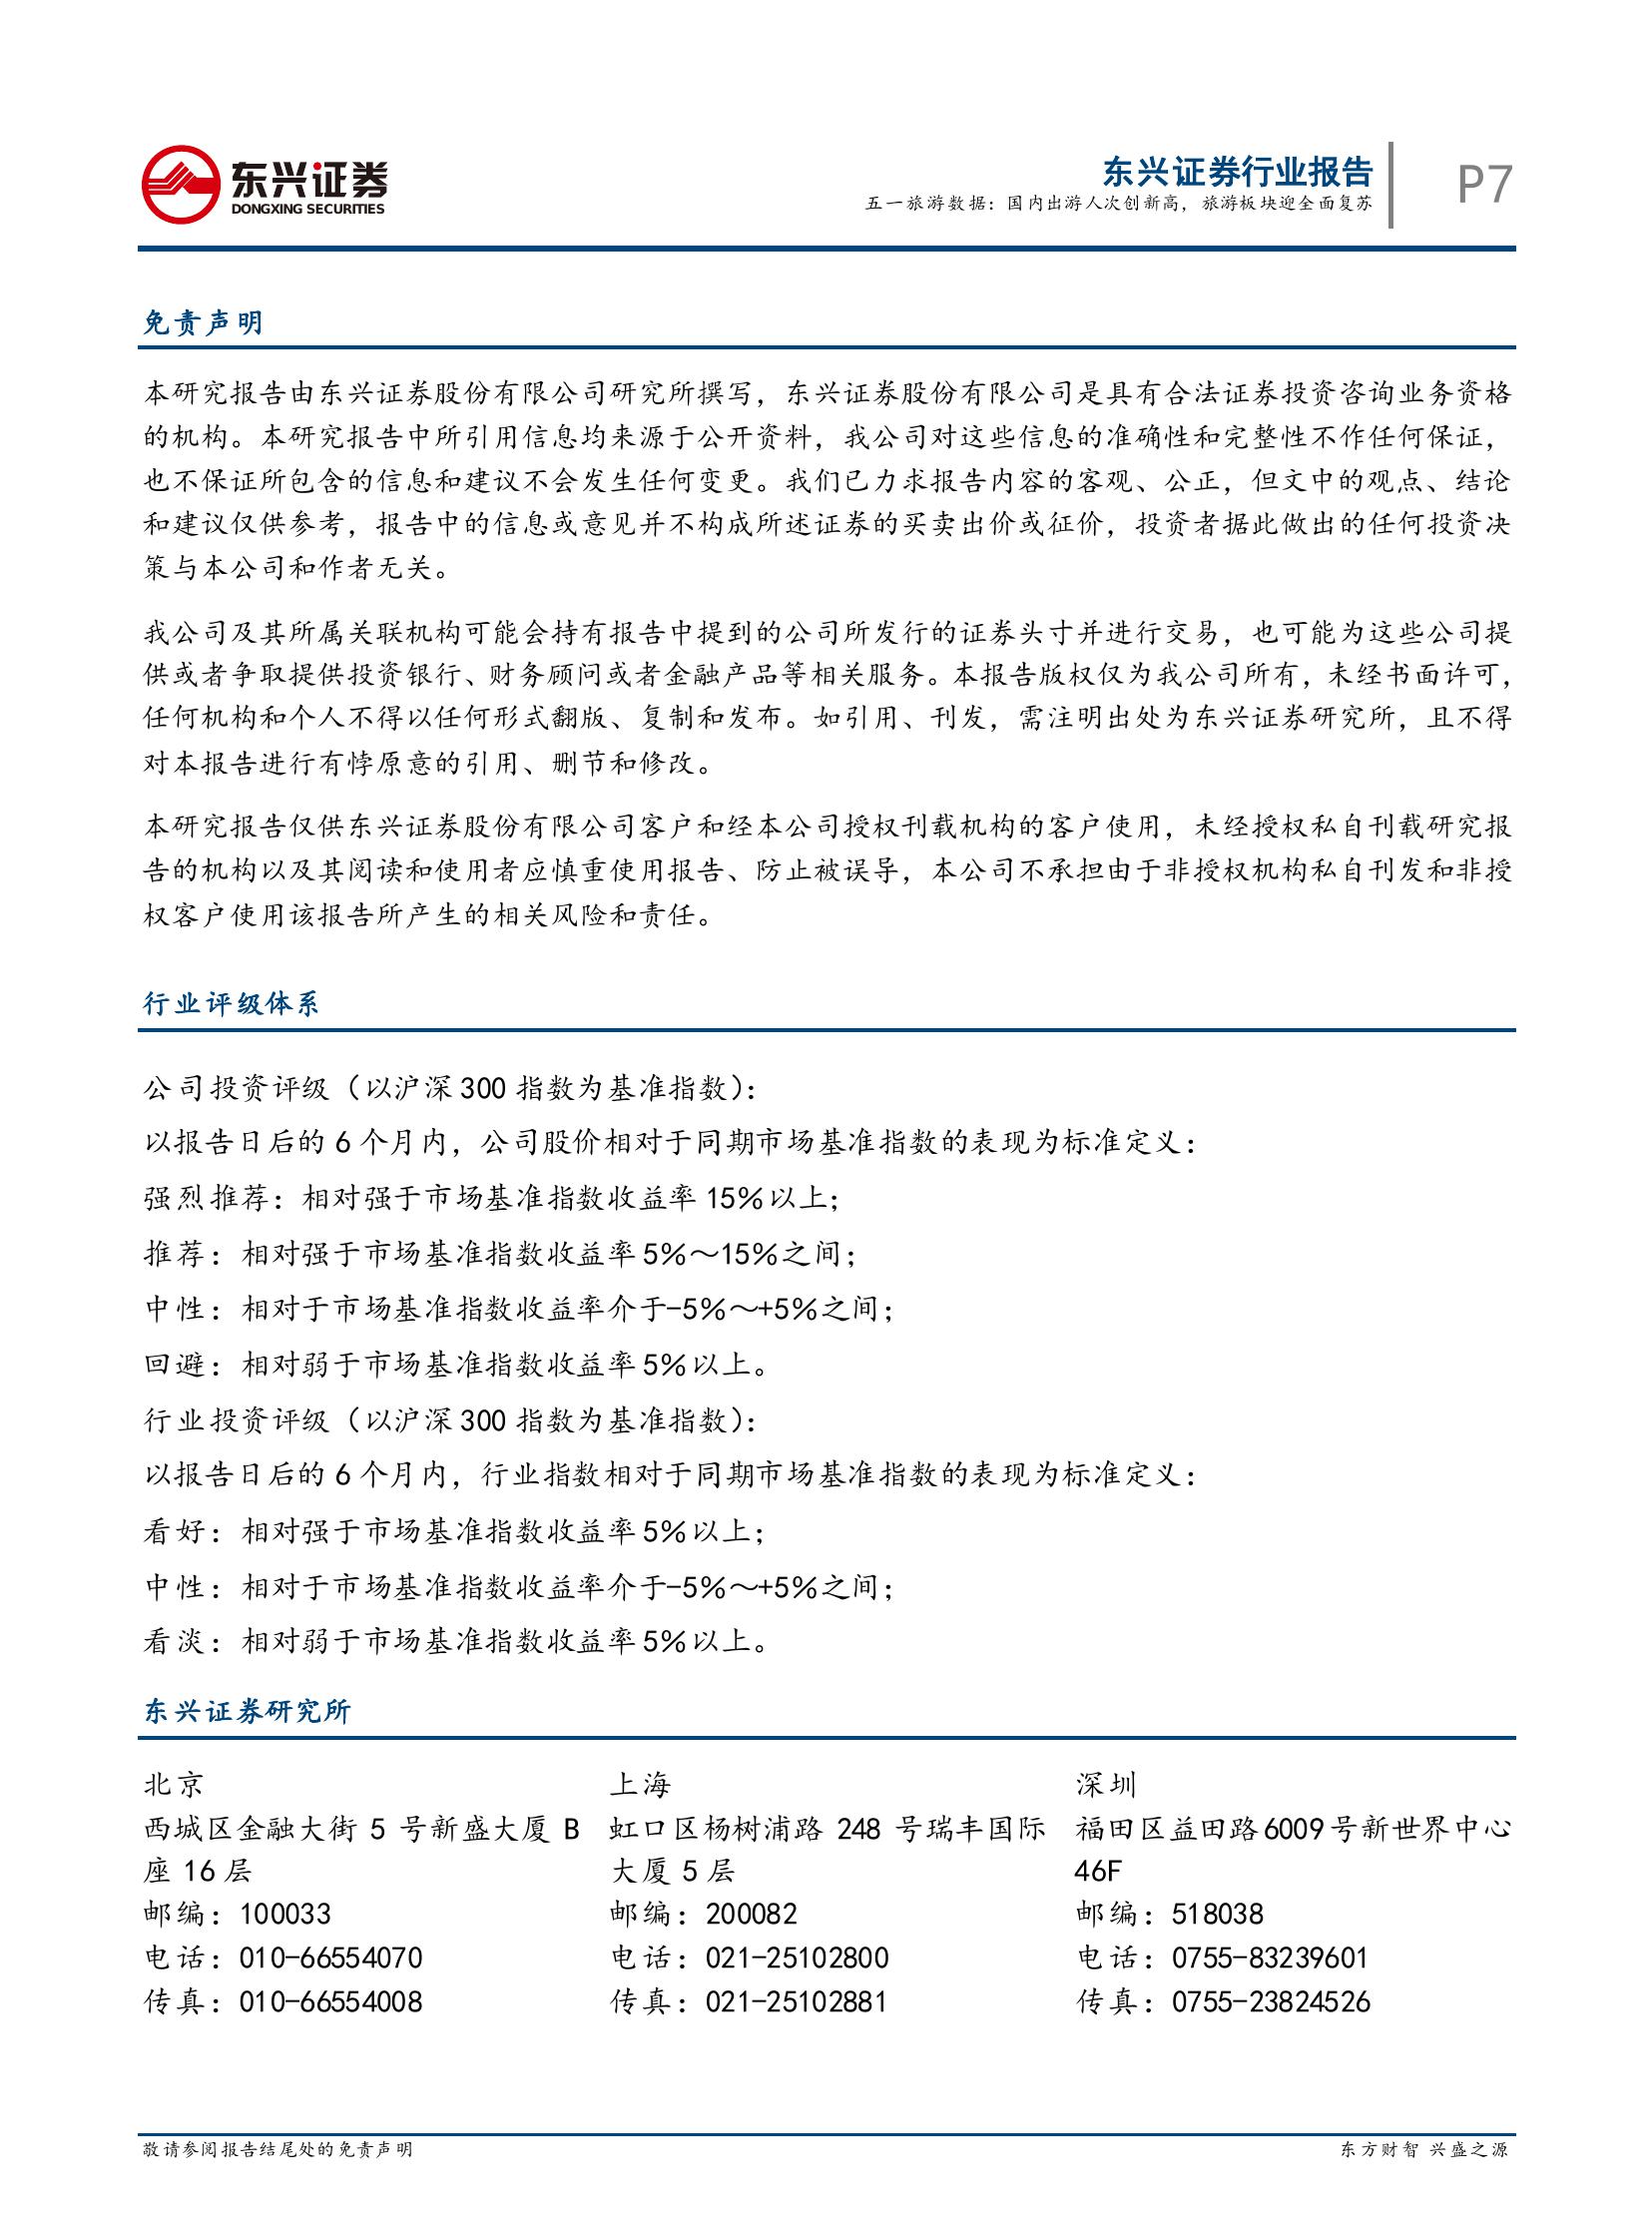 东兴证券
DONGXING SECURITIES
东兴证券行业报告
五一旅游数据：国内出游人次创新高，旅游板块迎全面复苏
P7
免责声明
本研究报告由东兴证券股份有限公司研究所撰写，东兴证券股份有限公司是具有合法证券投资咨询业务资格
的机构。本研究报告中所引用信息均来源于公开资料，我公司对这些信息的准确性和完整性不作任何保证，
也不保证所包含的信息和建议不会发生任何变更。我们已力求报告内容的客观、公正，但文中的观点、结论
和建议仅供参考，报告中的信息或意见并不构成所述证券的买卖出价或征价，投资者据此做出的任何投资决
策与本公司和作者无关。
我公司及其所属关联机构可能会持有报告中提到的公司所发行的证券头寸并进行交易，也可能为这些公司提
供或者争取提供投资银行、财务顾问或者金融产品等相关服务。本报告版权仅为我公司所有，未经书面许可，
任何机构和个人不得以任何形式翻版、复制和发布。如引用、刊发，需注明出处为东兴证券研究所，且不得
对本报告进行有悖原意的引用、删节和修改。
本研究报告仅供东兴证券股份有限公司客户和经本公司授权刊载机构的客户使用，未经授权私自刊载研究报
告的机构以及其阅读和使用者应慎重使用报告、防止被误导，本公司不承担由于非授权机构私自刊发和非授
权客户使用该报告所产生的相关风险和责任。
行业评级体系
公司投资评级（以沪深 300 指数为基准指数）：
以报告日后的 6 个月内，公司股价相对于同期市场基准指数的表现为标准定义：
强烈推荐：相对强于市场基准指数收益率 15％以上；
推荐：相对强于市场基准指数收益率 5％～15％之间；
中性：相对于市场基准指数收益率介于-5％～+5％之间；
回避：相对弱于市场基准指数收益率 5％以上。
行业投资评级（以沪深 300 指数为基准指数）：
以报告日后的 6 个月内，行业指数相对于同期市场基准指数的表现为标准定义：
看好：相对强于市场基准指数收益率 5％以上；
中性：相对于市场基准指数收益率介于-5％～+5％之间；
看淡：相对弱于市场基准指数收益率 5％以上。
东兴证券研究所
北京
西城区金融大街 5 号新盛大厦 B
座 16 层
邮编：100033
电话：010-66554070
传真：010-66554008
上海
虹口区杨树浦路 248 号瑞丰国际
大厦 5 层
邮编：200082
电话：021-25102800
传真：021-25102881
深圳
福田区益田路6009号新世界中心
46F
邮编：518038
电话：0755-83239601
传真：0755-23824526
敬请参阅报告结尾处的免责声明
东方财智 兴盛之源